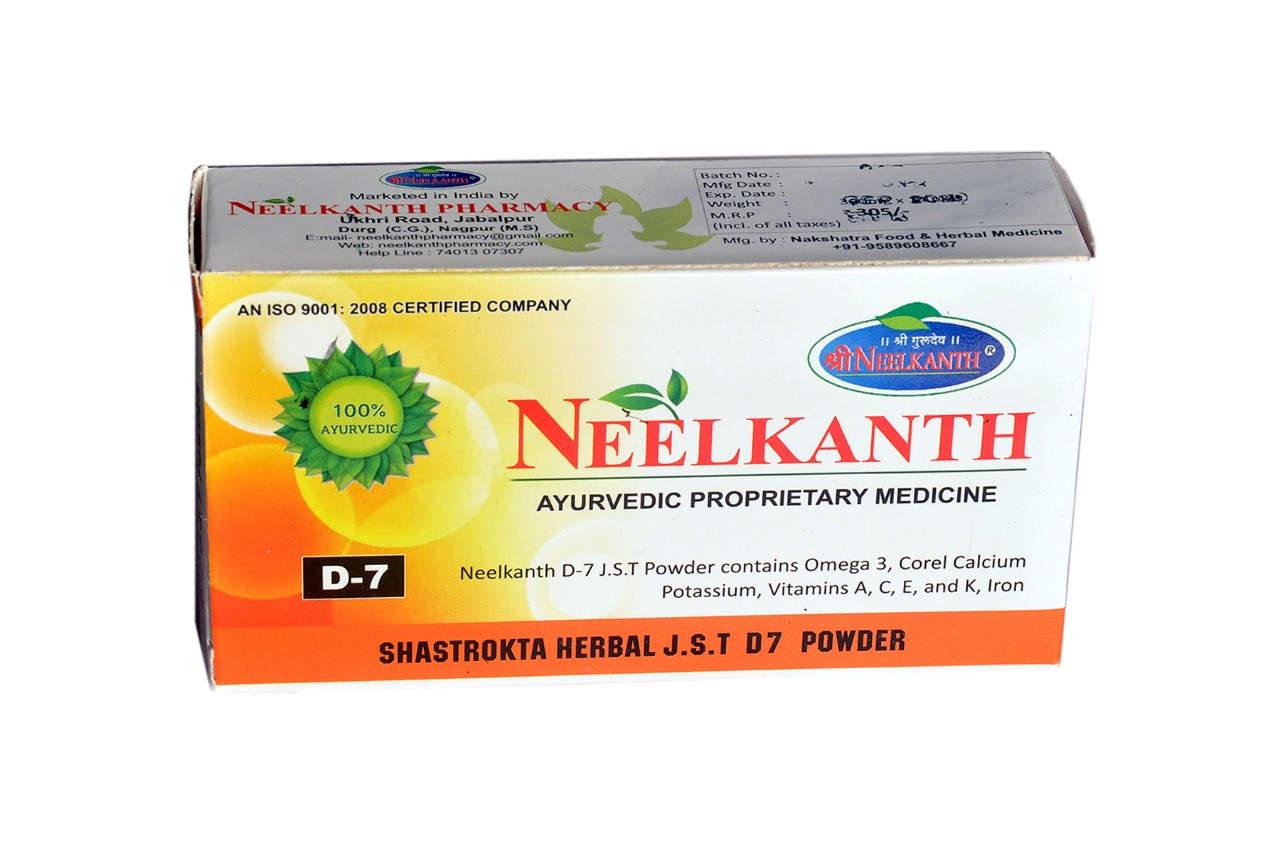 श्री NEELKANTH
Marketed in India by
NEELKANTH PHARMACY
Ukhri Road, Jabalpur
Durg (C.G.), Nagpur (M.S)
E:mail- neelkanthpharmacy@gmail.com
Web: neelkanthpharmacy.com
Help Line : 74013 07307
Batch No. :
Mfg Date :
Exp. Date :
Weight :
M.R.P : 305/-
(Incl. of all taxes)
Mfg. by : Nakshatra Food & Herbal Medicine
+91-9589608667
AN ISO 9001: 2008 CERTIFIED COMPANY
100%
AYURVEDIC
॥ श्री गुरूदेव ॥
श्री NEELKANTH ®
NEELKANTH
AYURVEDIC PROPRIETARY MEDICINE
D-7
Neelkanth D-7 J.S.T Powder contains Omega 3, Corel Calcium
Potassium, Vitamins A, C, E, and K, Iron
SHASTROKTA HERBAL J.S.T D7 POWDER